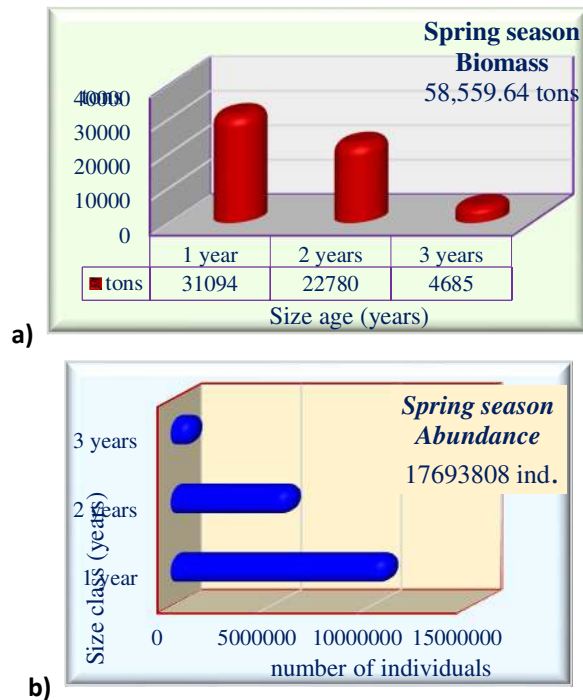 Spring season
Biomass
58,559.64 tons
tons
40000
30000
20000
10000
0
1 year 2 years 3 years
tons 31094 22780 4685
Size age (years)
a)
Spring season
Abundance
17693808 ind.
3 years
2 years
1 year
Size class (years)
0 5000000 10000000 15000000
number of individuals
b)